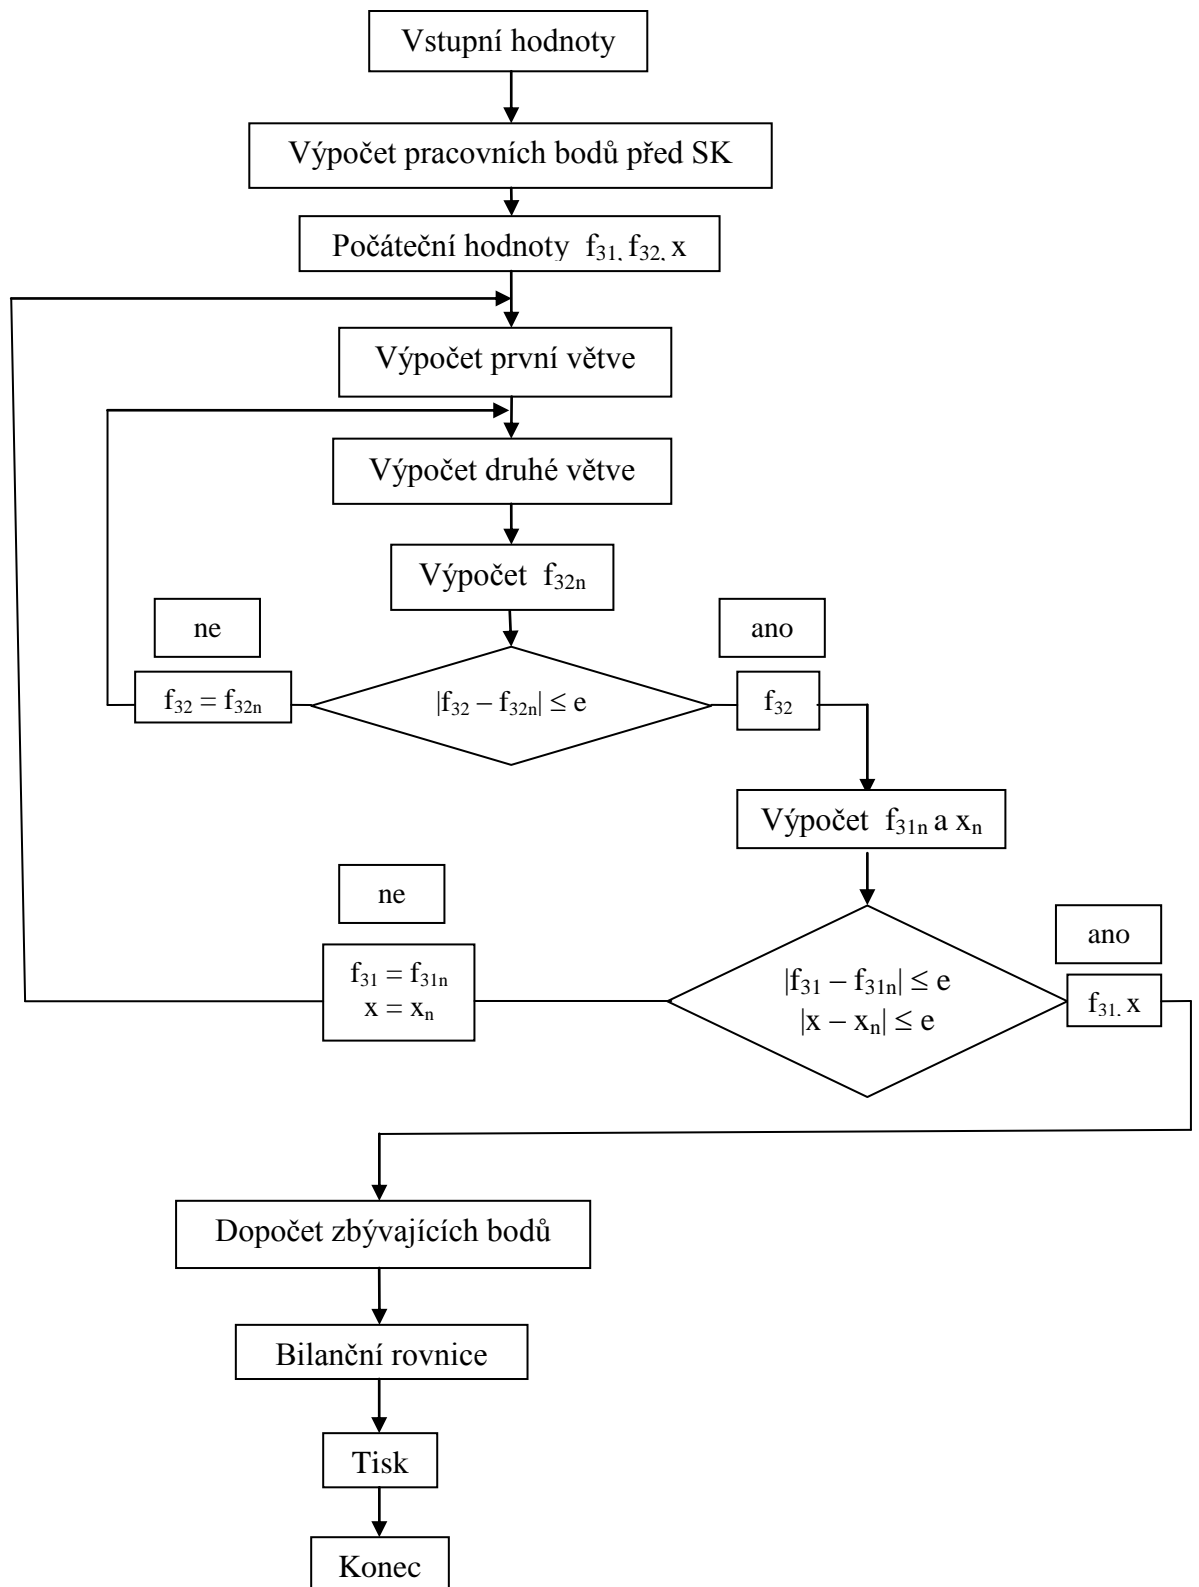 Vstupní hodnoty
Výpočet pracovních bodů před SK
Počáteční hodnoty f31, f32, x
Výpočet první větve
Výpočet druhé větve
Výpočet f32n
ne
ano
f32 = f32n
|f32 – f32n| ≤ e
f32
Výpočet f31n a xn
ne
ano
f31 = f31n
x = xn
|f31 – f31n| ≤ e
|x – xn| ≤ e
f31, x
Dopočet zbývajících bodů
Bilanční rovnice
Tisk
Konec